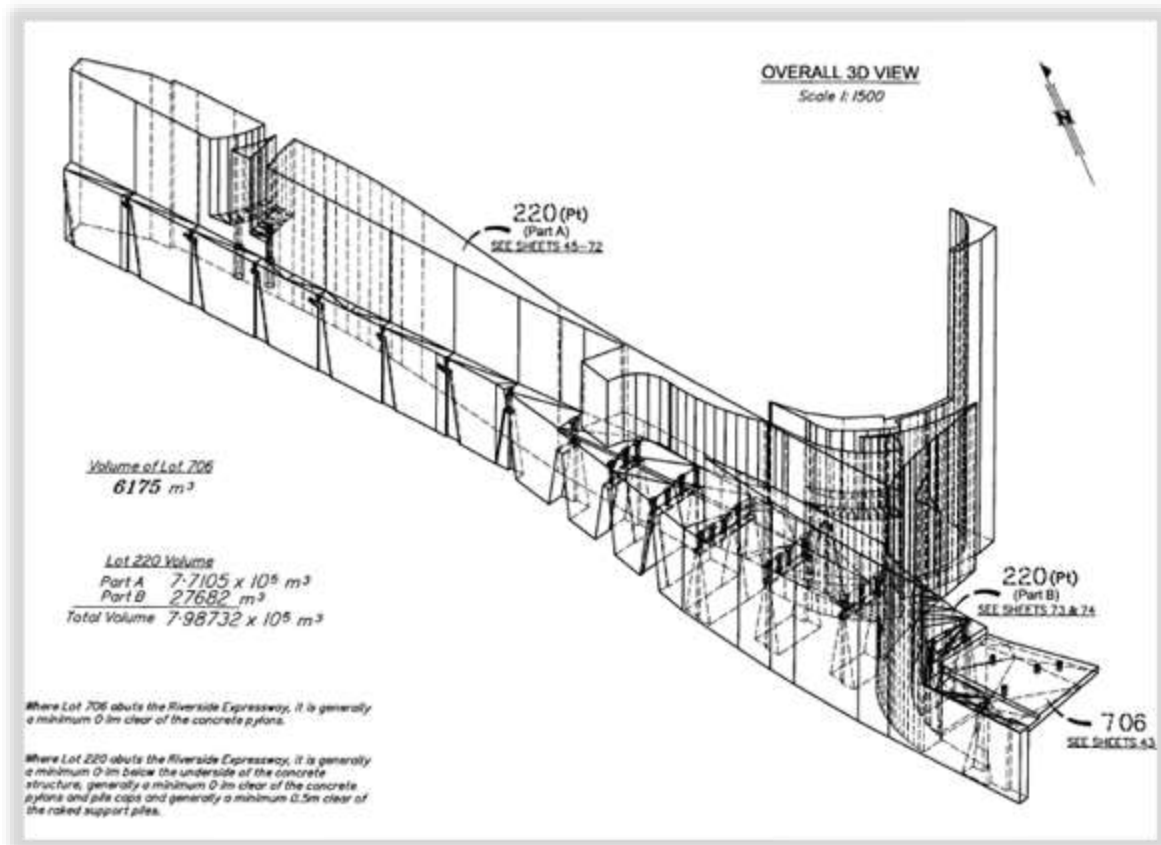 OVERALL 3D VIEW
Scale 1:1500
N
220(Pt)
(Part A)
SEE SHEETS 45-72
Volume of Lot 706
6175 m³
Lot 220 Volume
Part A 7·7105 x 10⁵ m³
Part B 27682 m³
Total Volume 7·98732 x 10⁵ m³
220(Pt)
(Part B)
SEE SHEETS 73 & 74
706
SEE SHEETS 43
Where Lot 706 abuts the Riverside Expressway, it is generally
a minimum 0·1m clear of the concrete pylons.
Where Lot 220 abuts the Riverside Expressway, it is generally
a minimum 0·1m below the underside of the concrete
structure, generally a minimum 0·1m clear of the concrete
pylons and pile caps and generally a minimum 0.5m clear of
the raked support piles.